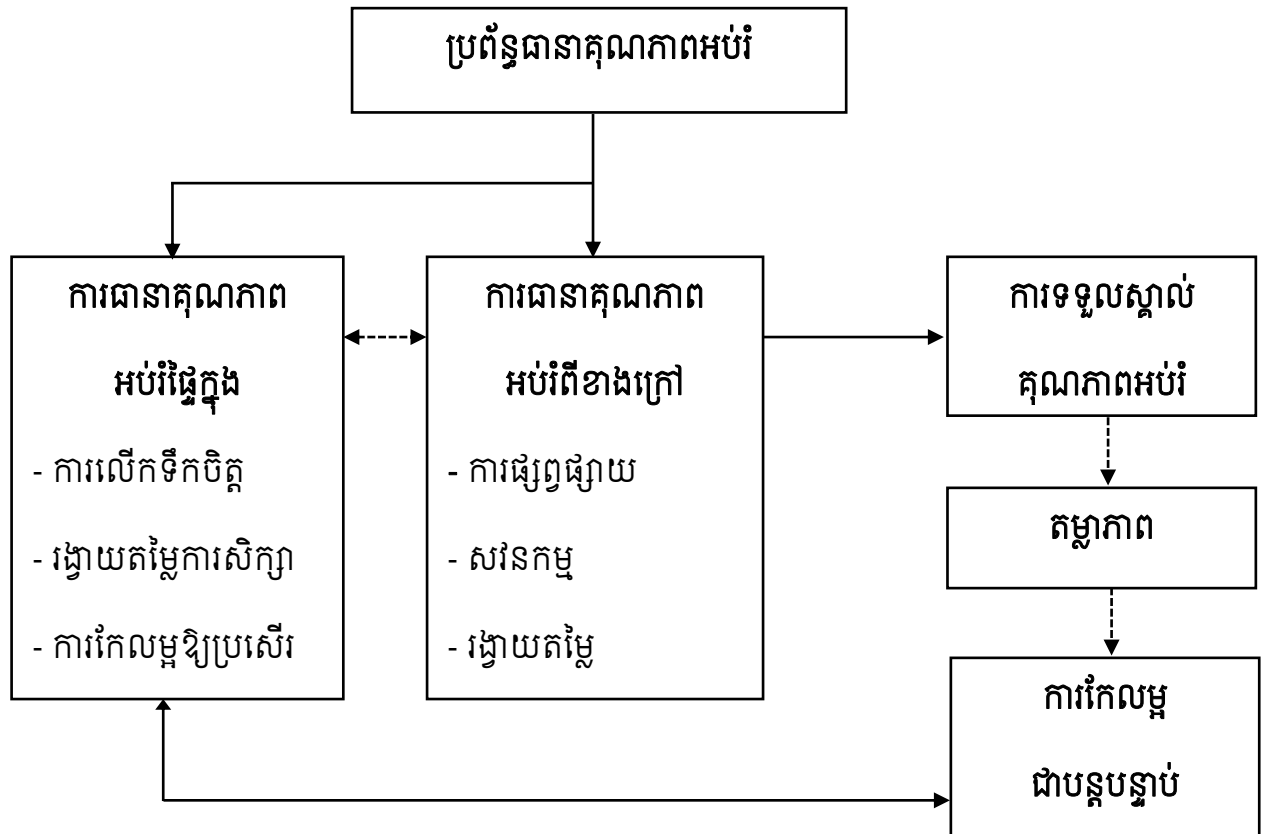 ប្រព័ន្ធធានាគុណភាពអប់រំ
ការធានាគុណភាព
អប់រំផ្ទៃក្នុង
- ការលើកទឹកចិត្ត
- រង្វាយតម្លៃការសិក្សា
- ការកែលម្អឱ្យប្រសើរ
ការធានាគុណភាព
អប់រំពីខាងក្រៅ
- ការផ្សព្វផ្សាយ
- សវនកម្ម
- រង្វាយតម្លៃ
ការទទួលស្គាល់
គុណភាពអប់រំ
តម្លាភាព
ការកែលម្អ
ជាបន្តបន្ទាប់